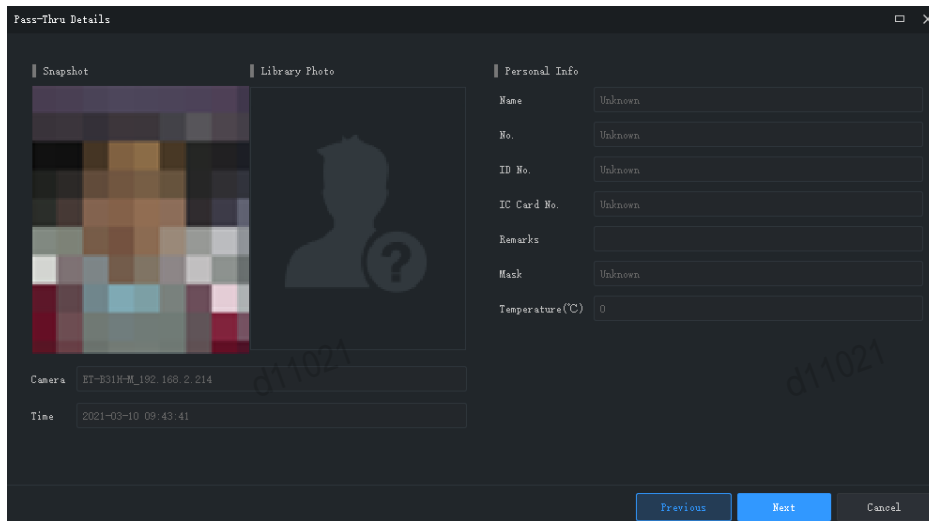 Pass-Thru Details
Snapshot
Library Photo
Personal Info
Name Unknown
No. Unknown
ID No. Unknown
IC Card No. Unknown
Remarks
Mask Unknown
Temperature(℃) 0
?
Camera ET-B31H-M_192.168.2.214
Time 2021-03-10 09:43:41
d11021
d11021
Previous
Next
Cancel